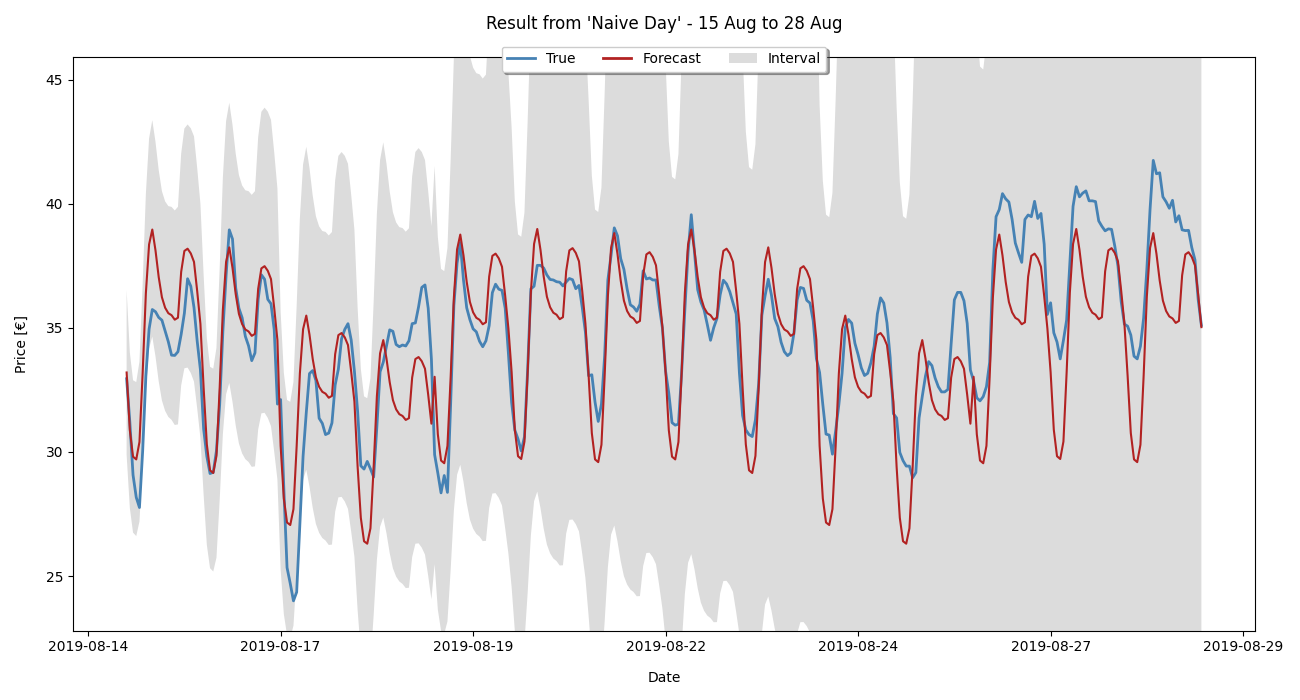 Result from 'Naive Day' - 15 Aug to 28 Aug
True Forecast Interval
45
40
35
30
25
Price [€]
2019-08-14 2019-08-17 2019-08-19 2019-08-22 2019-08-24 2019-08-27 2019-08-29
Date